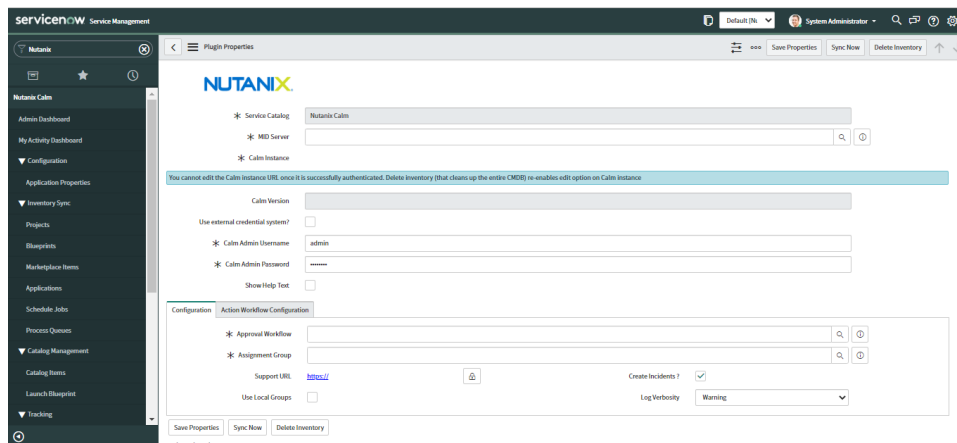 servicenow Service Management
Default |Nu
System Administrator
Nutanix
Plugin Properties
Save Properties
Sync Now
Delete Inventory
Nutanix Calm
Admin Dashboard
My Activity Dashboard
Configuration
Application Properties
Inventory Sync
Projects
Blueprints
Marketplace Items
Applications
Schedule Jobs
Process Queues
Catalog Management
Catalog Items
Launch Blueprint
Tracking
NUTANIX.
Service Catalog
Nutanix Calm
MID Server
Calm Instance
You cannot edit the Calm instance URL once it is successfully authenticated. Delete inventory (that cleans up the entire CMDB) re-enables edit option on Calm instance
Calm Version
Use external credential system?
Calm Admin Username
admin
Calm Admin Password
Show Help Text
Configuration
Action Workflow Configuration
Approval Workflow
Assignment Group
Support URL
https://
Create Incidents ?
Use Local Groups
Log Verbosity
Warning
Save Properties
Sync Now
Delete Inventory